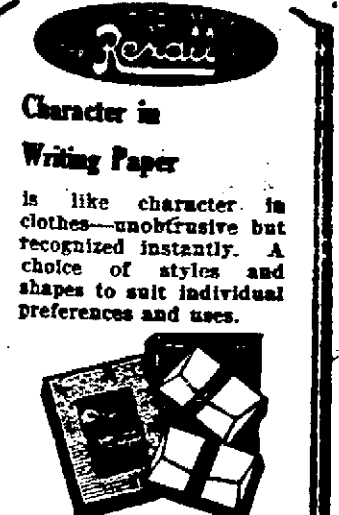 Rexall
Character in
Writing Paper
is like character in
clothes—unobtrusive but
recognized instantly. A
choice of styles and
shapes to suit individual
preferences and uses.